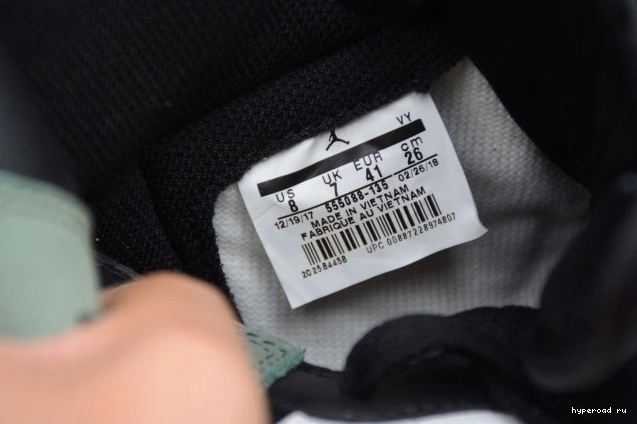 VY
US UK EUR cm
8 7 41 26
12/19/17 555088-135 02/26/18
MADE IN VIETNAM
FABRIQUE AU VIETNAM
202584458 UPC 00887228974807
hyperoad ru